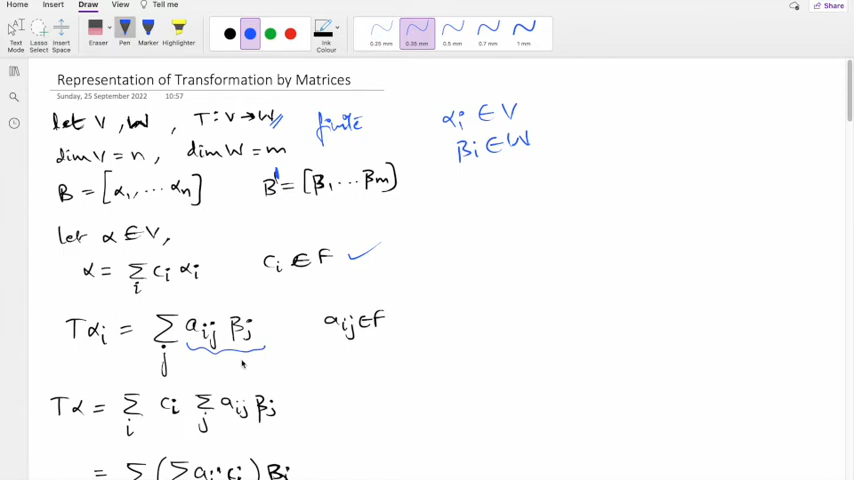 Home Insert Draw View Tell me Share
Text Mode Lasso Select Insert Space Eraser Pen Marker Highlighter Ink Colour 0.25 mm 0.35 mm 0.5 mm 0.7 mm 1 mm
Representation of Transformation by Matrices
Sunday, 25 September 2022 10:57
let V, W, T: V → W // finite αi ∈ V
dim V = n, dim W = m βi ∈ W
B = [α1, ... αn] B' = [β1 ... βm]
let α ∈ V,
α = Σi ci αi ci ∈ F ✓
Tαi = Σj aij βj aij ∈ F
Tα = Σi ci Σj aij βj
= Σ (Σ aij ci) βj